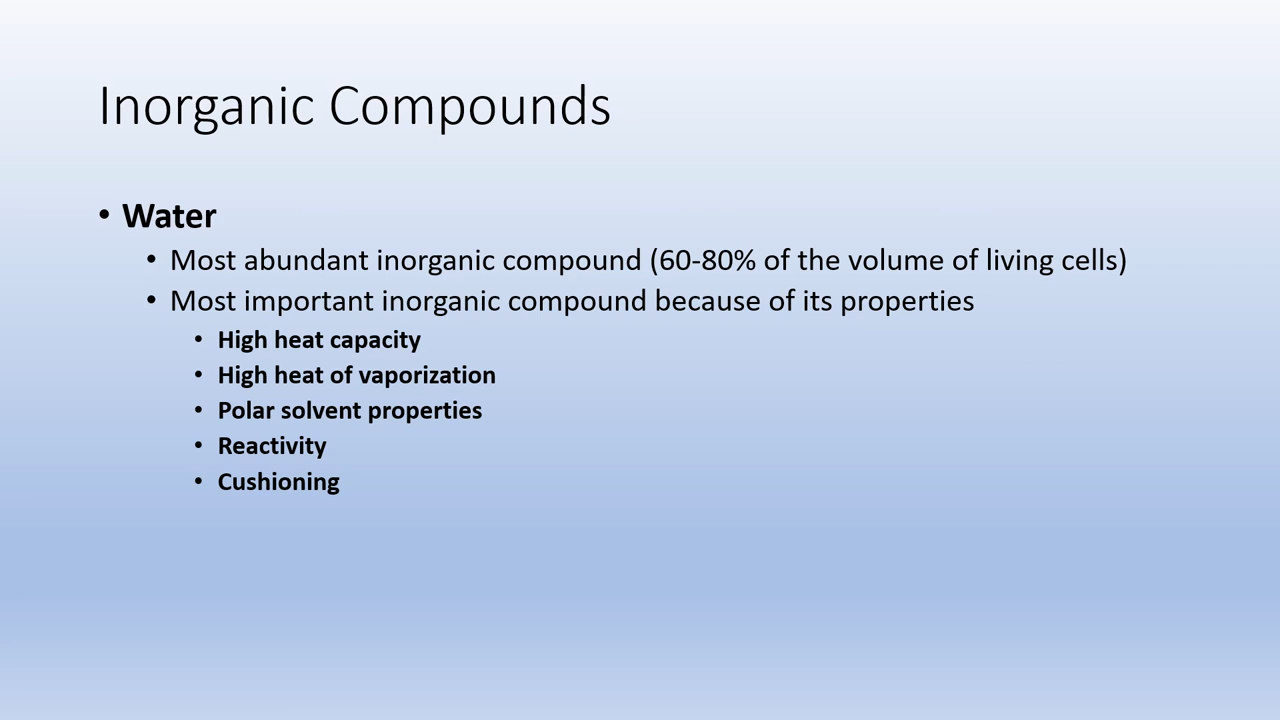 Inorganic Compounds
• Water
• Most abundant inorganic compound (60-80% of the volume of living cells)
• Most important inorganic compound because of its properties
• High heat capacity
• High heat of vaporization
• Polar solvent properties
• Reactivity
• Cushioning